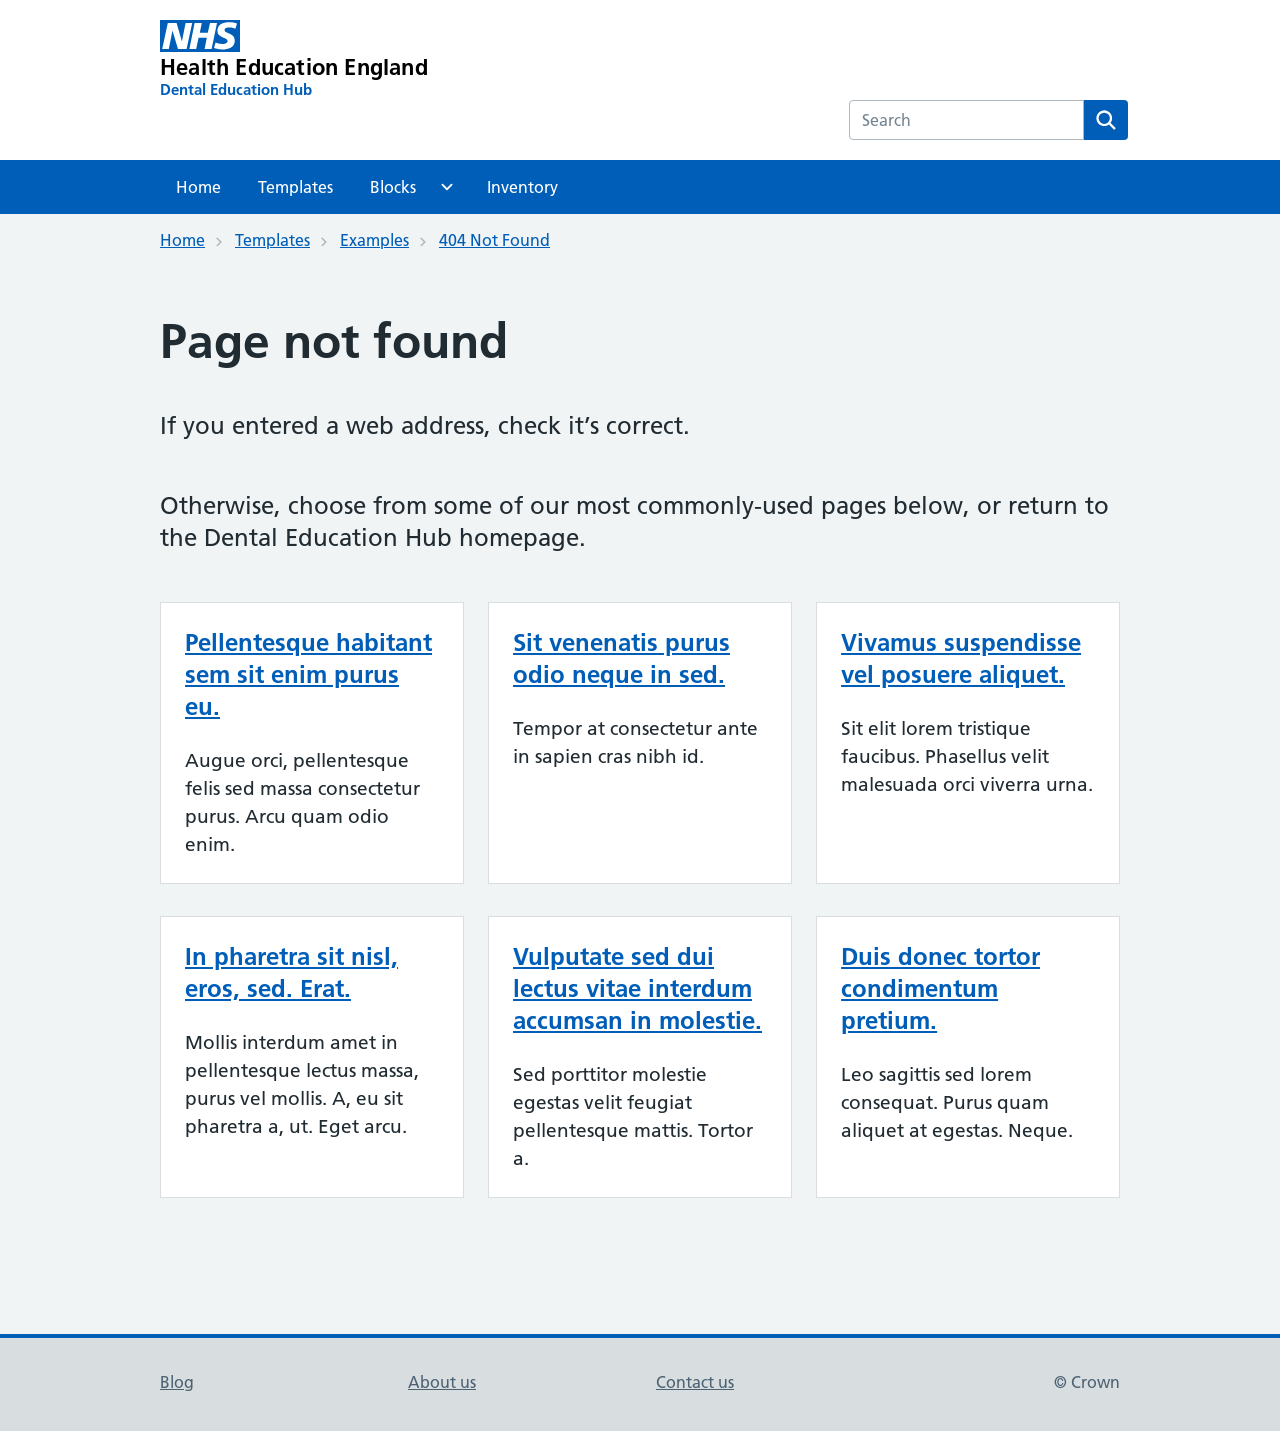 NHS
Health Education England
Dental Education Hub
Search
Home Templates Blocks Inventory
Home Templates Examples 404 Not Found
Page not found
If you entered a web address, check it’s correct.
Otherwise, choose from some of our most commonly-used pages below, or return to
the Dental Education Hub homepage.
Pellentesque habitant
sem sit enim purus
eu.
Augue orci, pellentesque
felis sed massa consectetur
purus. Arcu quam odio
enim.
Sit venenatis purus
odio neque in sed.
Tempor at consectetur ante
in sapien cras nibh id.
Vivamus suspendisse
vel posuere aliquet.
Sit elit lorem tristique
faucibus. Phasellus velit
malesuada orci viverra urna.
In pharetra sit nisl,
eros, sed. Erat.
Mollis interdum amet in
pellentesque lectus massa,
purus vel mollis. A, eu sit
pharetra a, ut. Eget arcu.
Vulputate sed dui
lectus vitae interdum
accumsan in molestie.
Sed porttitor molestie
egestas velit feugiat
pellentesque mattis. Tortor
a.
Duis donec tortor
condimentum
pretium.
Leo sagittis sed lorem
consequat. Purus quam
aliquet at egestas. Neque.
Blog About us Contact us © Crown